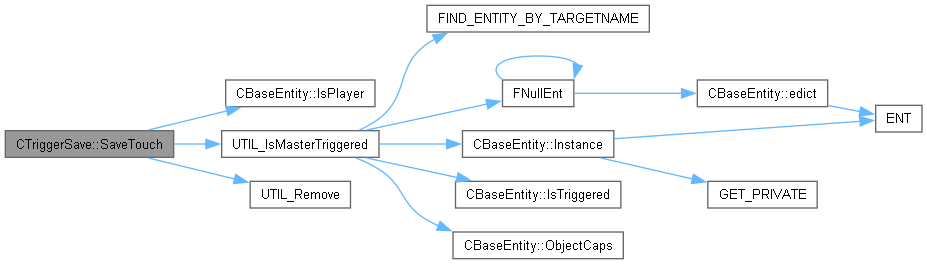 FIND_ENTITY_BY_TARGETNAME
CBaseEntity::IsPlayer
FNullEnt
CBaseEntity::edict
ENT
CTriggerSave::SaveTouch
UTIL_IsMasterTriggered
CBaseEntity::Instance
UTIL_Remove
CBaseEntity::IsTriggered
GET_PRIVATE
CBaseEntity::ObjectCaps